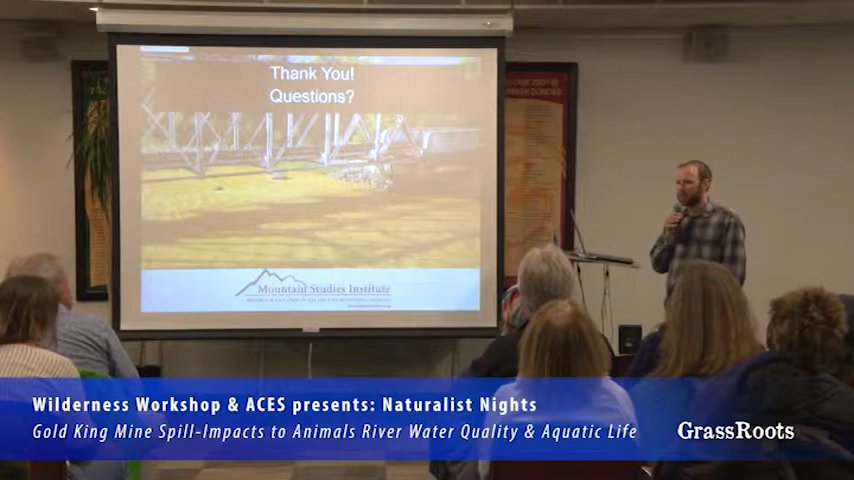 Thank You!
Questions?
Mountain Studies Institute
Wilderness Workshop & ACES presents: Naturalist Nights
Gold King Mine Spill-Impacts to Animals River Water Quality & Aquatic Life
GrassRoots